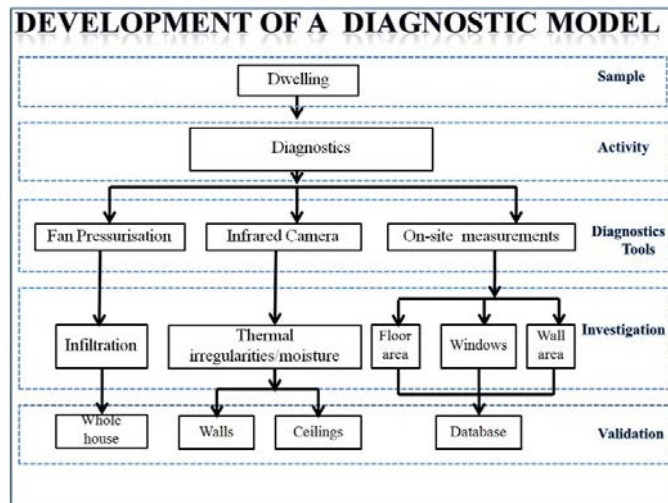 DEVELOPMENT OF A DIAGNOSTIC MODEL
Dwelling
Sample
Diagnostics
Activity
Fan Pressurisation
Infrared Camera
On-site measurements
Diagnostics
Tools
Infiltration
Thermal
irregularities/moisture
Floor
area
Windows
Wall
area
Investigation
Whole
house
Walls
Ceilings
Database
Validation